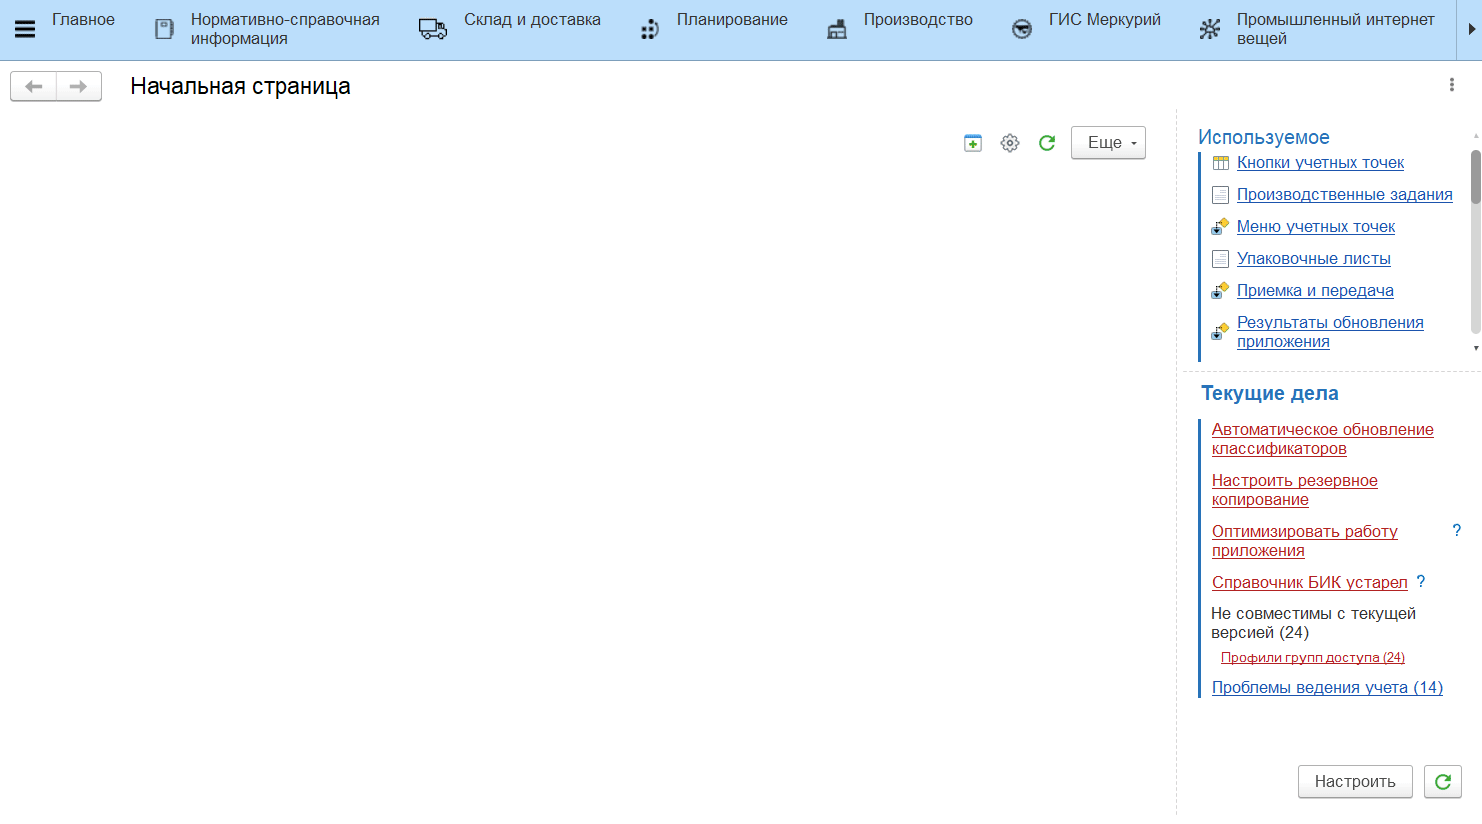 Главное
Нормативно-справочная
информация
Склад и доставка
Планирование
Производство
ГИС Меркурий
Промышленный интернет
вещей
Начальная страница
Еще
Используемое
Кнопки учетных точек
Производственные задания
Меню учетных точек
Упаковочные листы
Приемка и передача
Результаты обновления
приложения
Текущие дела
Автоматическое обновление
классификаторов
Настроить резервное
копирование
Оптимизировать работу ?
приложения
Справочник БИК устарел ?
Не совместимы с текущей
версией (24)
Профили групп доступа (24)
Проблемы ведения учета (14)
Настроить